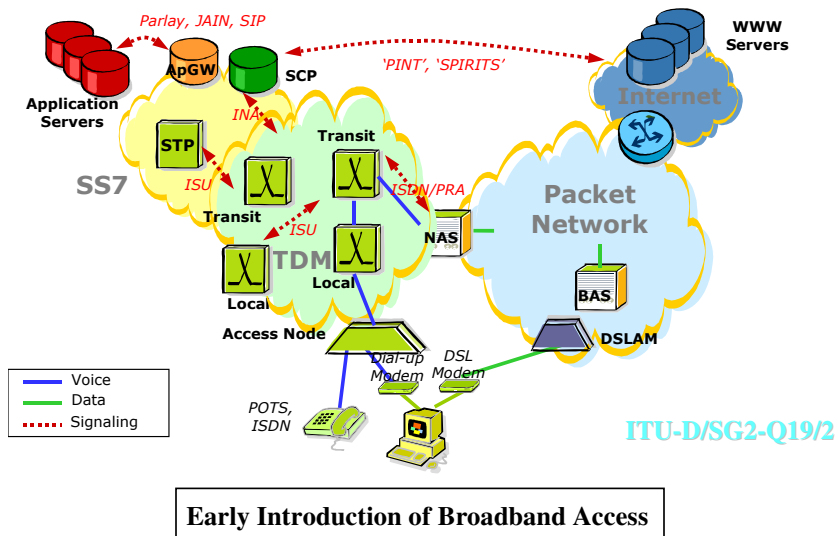 Parlay, JAIN, SIP
WWW
Servers
ApGW
SCP
'PINT', 'SPIRITS'
Application
Servers
Internet
INA
STP
Transit
SS7
ISU
ISDN/PRA
Packet
Network
Transit
ISU
NAS
TDM
Local
Local
BAS
Access Node
DSLAM
Dial-up
Modem
DSL
Modem
Voice
Data
Signaling
POTS,
ISDN
ITU-D/SG2-Q19/2
Early Introduction of Broadband Access